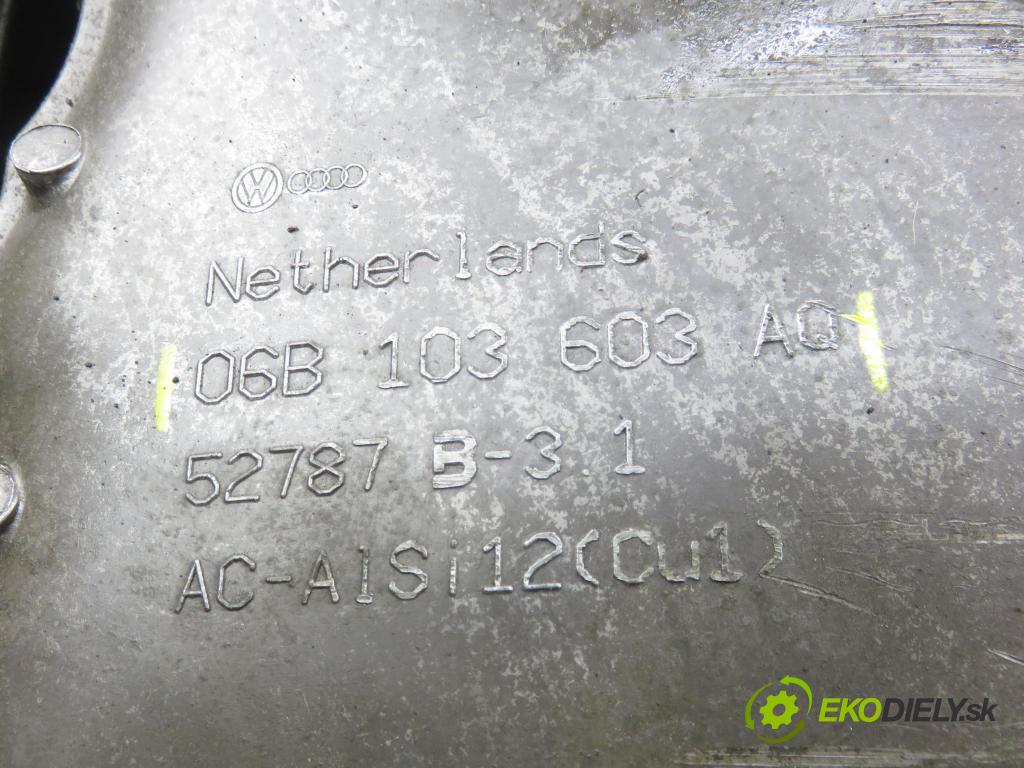 Netherlands
06B 103 603 AQ
52787 B-3.1
AC-AlSi12(Cu1)
EKODIELY.sk